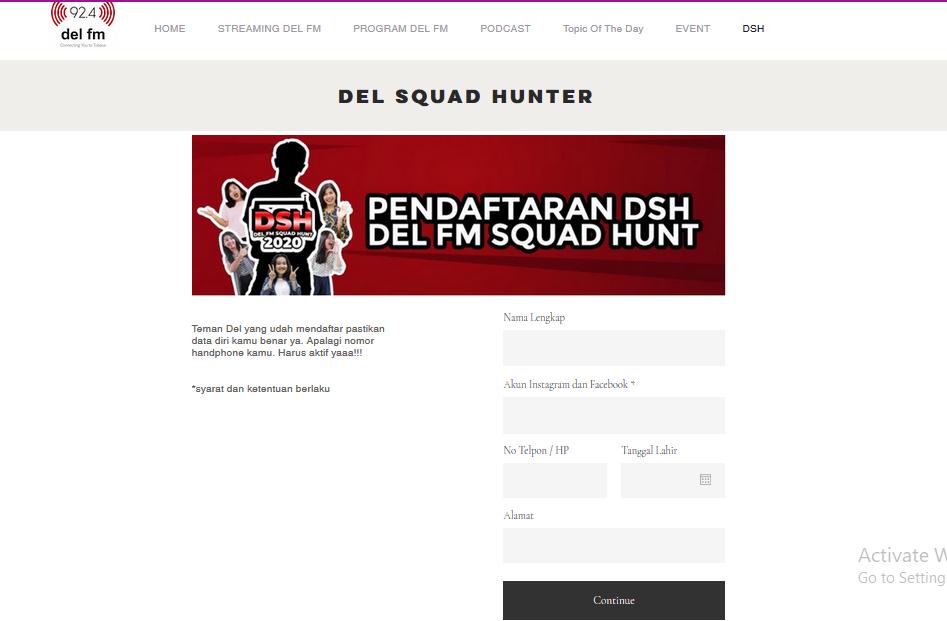 92.4
del fm
Connecting You to Tobasa
HOME STREAMING DEL FM PROGRAM DEL FM PODCAST Topic Of The Day EVENT DSH
DEL SQUAD HUNTER
DSH
DEL FM SQUAD HUNT
2020
PENDAFTARAN DSH
DEL FM SQUAD HUNT
Teman Del yang udah mendaftar pastikan
data diri kamu benar ya. Apalagi nomor
handphone kamu. Harus aktif yaaa!!!
*syarat dan ketentuan berlaku
Nama Lengkap
Akun Instagram dan Facebook *
No Telpon / HP Tanggal Lahir
Alamat
Continue
Activate W
Go to Setting